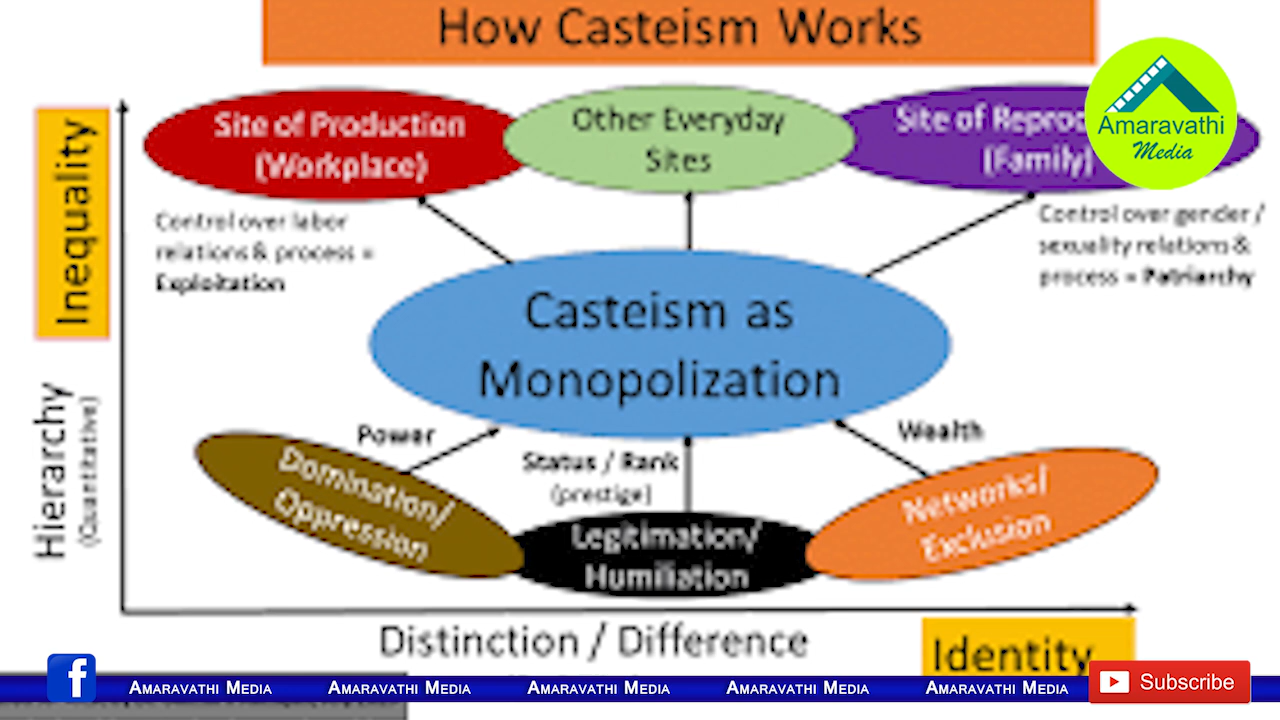 How Casteism Works
Inequality
Site of Production
(Workplace)
Other Everyday
Sites
Site of
(Family)
Amaravathi
Media
Control over labor
relations & process =
Exploitation
Control over gender /
sexuality relations &
process = Patriarchy
Casteism as
Monopolization
Hierarchy
(Quantitative)
Power
Status / Rank
(prestige)
Wealth
Domination/
Oppression
Legitimation/
Humiliation
Networks/
Exclusion
Distinction / Difference
Identity
f
Amaravathi Media Amaravathi Media Amaravathi Media Amaravathi Media Amaravathi Media
Subscribe